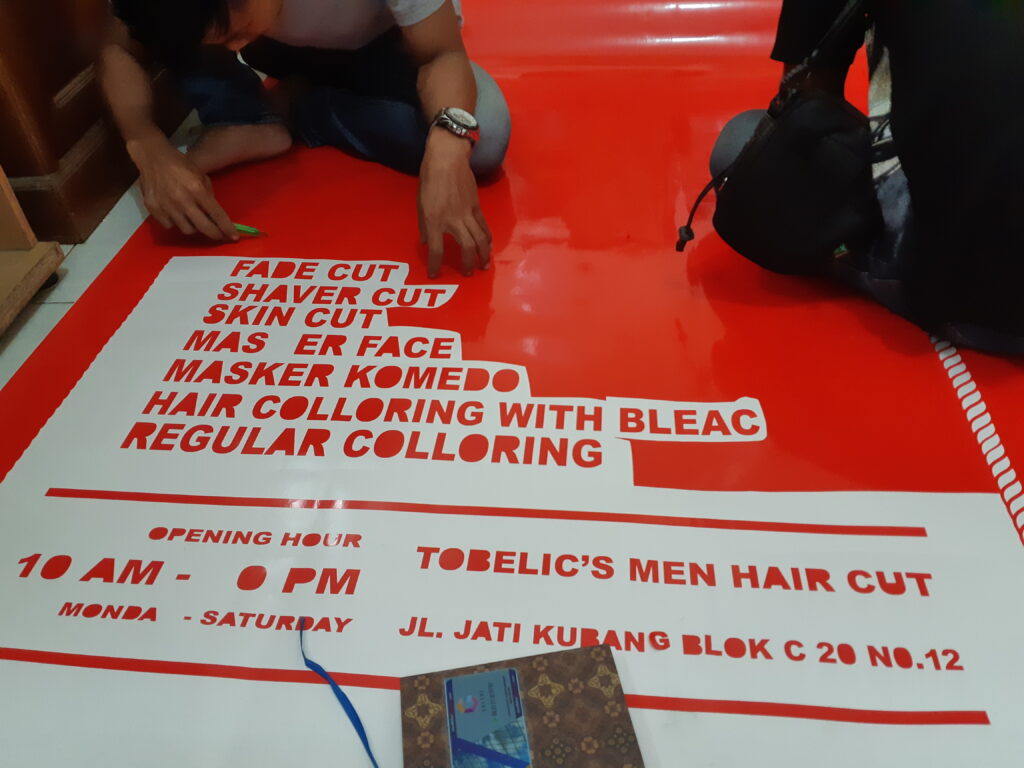 FADE CUT
SHAVER CUT
SKIN CUT
MAS ER FACE
MASKER KOMEDO
HAIR COLLORING WITH BLEAC
REGULAR COLLORING
OPENING HOUR
10 AM - 0 PM
MONDA - SATURDAY
TOBELIC'S MEN HAIR CUT
JL. JATI KUBANG BLOK C 20 NO.12